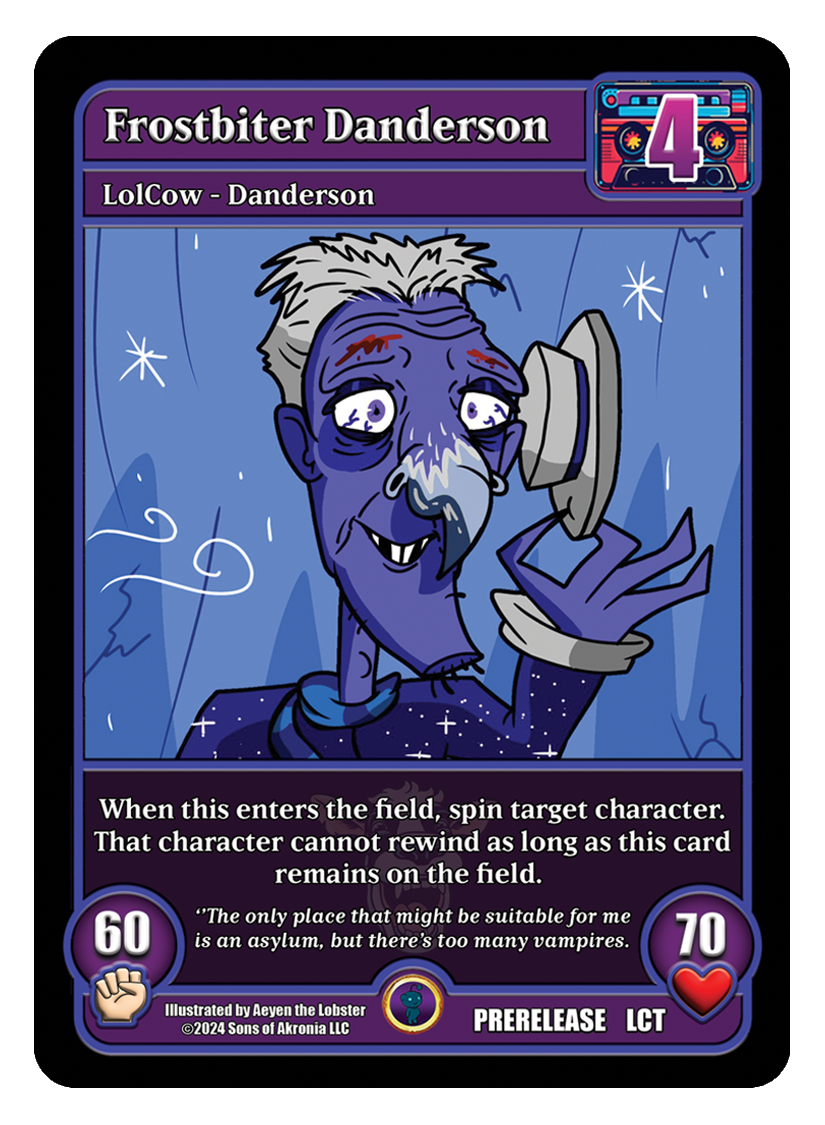 Frostbiter Danderson
4
LolCow - Danderson
When this enters the field, spin target character.
That character cannot rewind as long as this card
remains on the field.
‘’The only place that might be suitable for me
is an asylum, but there’s too many vampires.
60
70
Illustrated by Aeyen the Lobster
©2024 Sons of Akronia LLC
PRERELEASE LCT